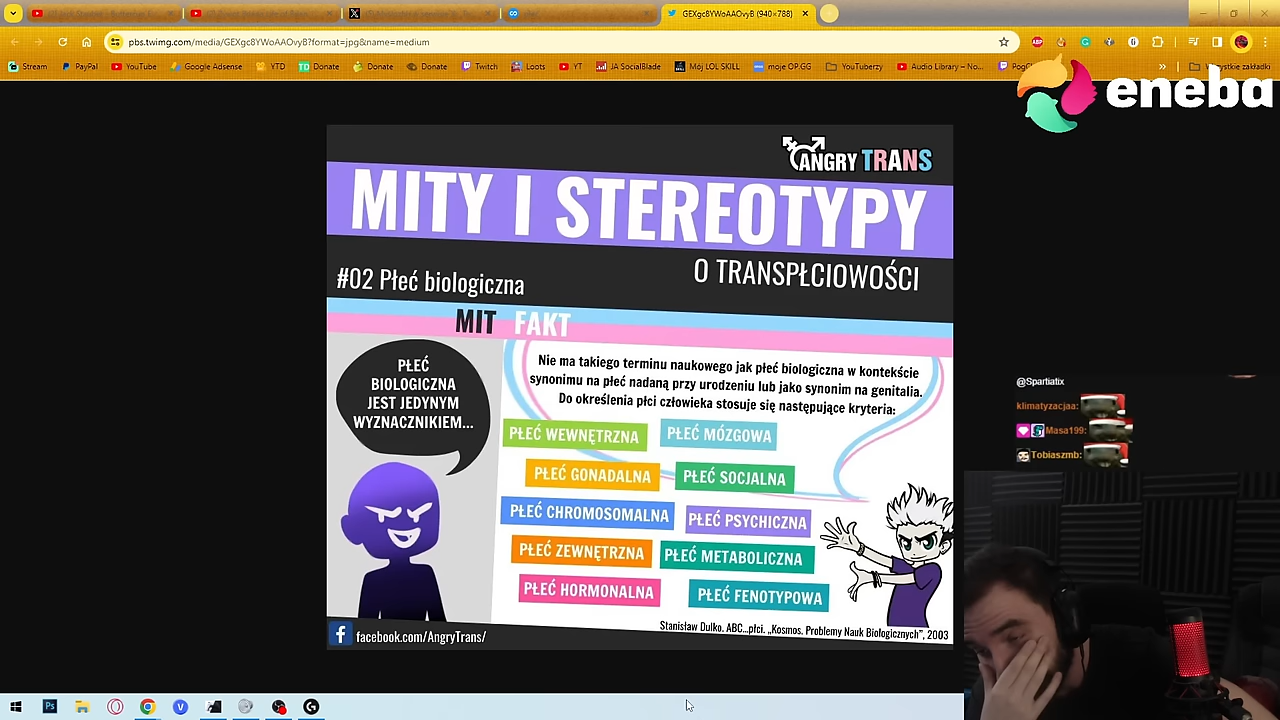 GEXgc8YWoAAOvyB (940×788)
pbs.twimg.com/media/GEXgc8YWoAAOvyB?format=jpg&name=medium
Stream
PayPal
YouTube
Google Adsense
YTD
Donate
Donate
Donate
Twitch
Loots
YT
JA SocialBlade
Mój LOL SKILL
moje OP.GG
YouTuberzy
Audio Library – No...
eneba
ANGRY TRANS
MITY I STEREOTYPY
O TRANSPŁCIOWOŚCI
#02 Płeć biologiczna
MIT FAKT
PŁEĆ
BIOLOGICZNA
JEST JEDYNYM
WYZNACZNIKIEM...
Nie ma takiego terminu naukowego jak płeć biologiczna w kontekście
synonimu na płeć nadaną przy urodzeniu lub jako synonim na genitalia.
Do określenia płci człowieka stosuje się następujące kryteria:
PŁEĆ WEWNĘTRZNA
PŁEĆ MÓZGOWA
PŁEĆ GONADALNA
PŁEĆ SOCJALNA
PŁEĆ CHROMOSOMALNA
PŁEĆ PSYCHICZNA
PŁEĆ ZEWNĘTRZNA
PŁEĆ METABOLICZNA
PŁEĆ HORMONALNA
PŁEĆ FENOTYPOWA
Stanisław Dulko, ABC...płci, „Kosmos. Problemy Nauk Biologicznych", 2003
facebook.com/AngryTrans/
@Spartiatix
klimatyzacjaa:
Masa199:
Tobiaszmb: